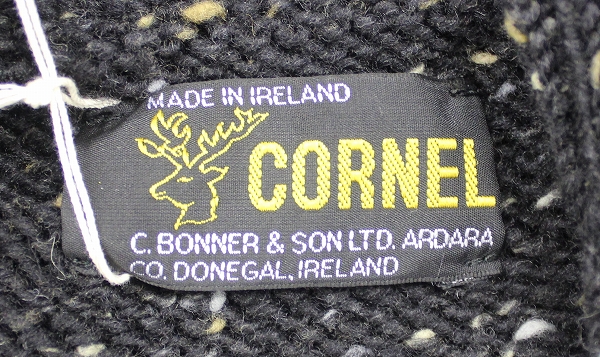 MADE IN IRELAND
CORNEL
C. BONNER & SON LTD. ARDARA
CO. DONEGAL, IRELAND